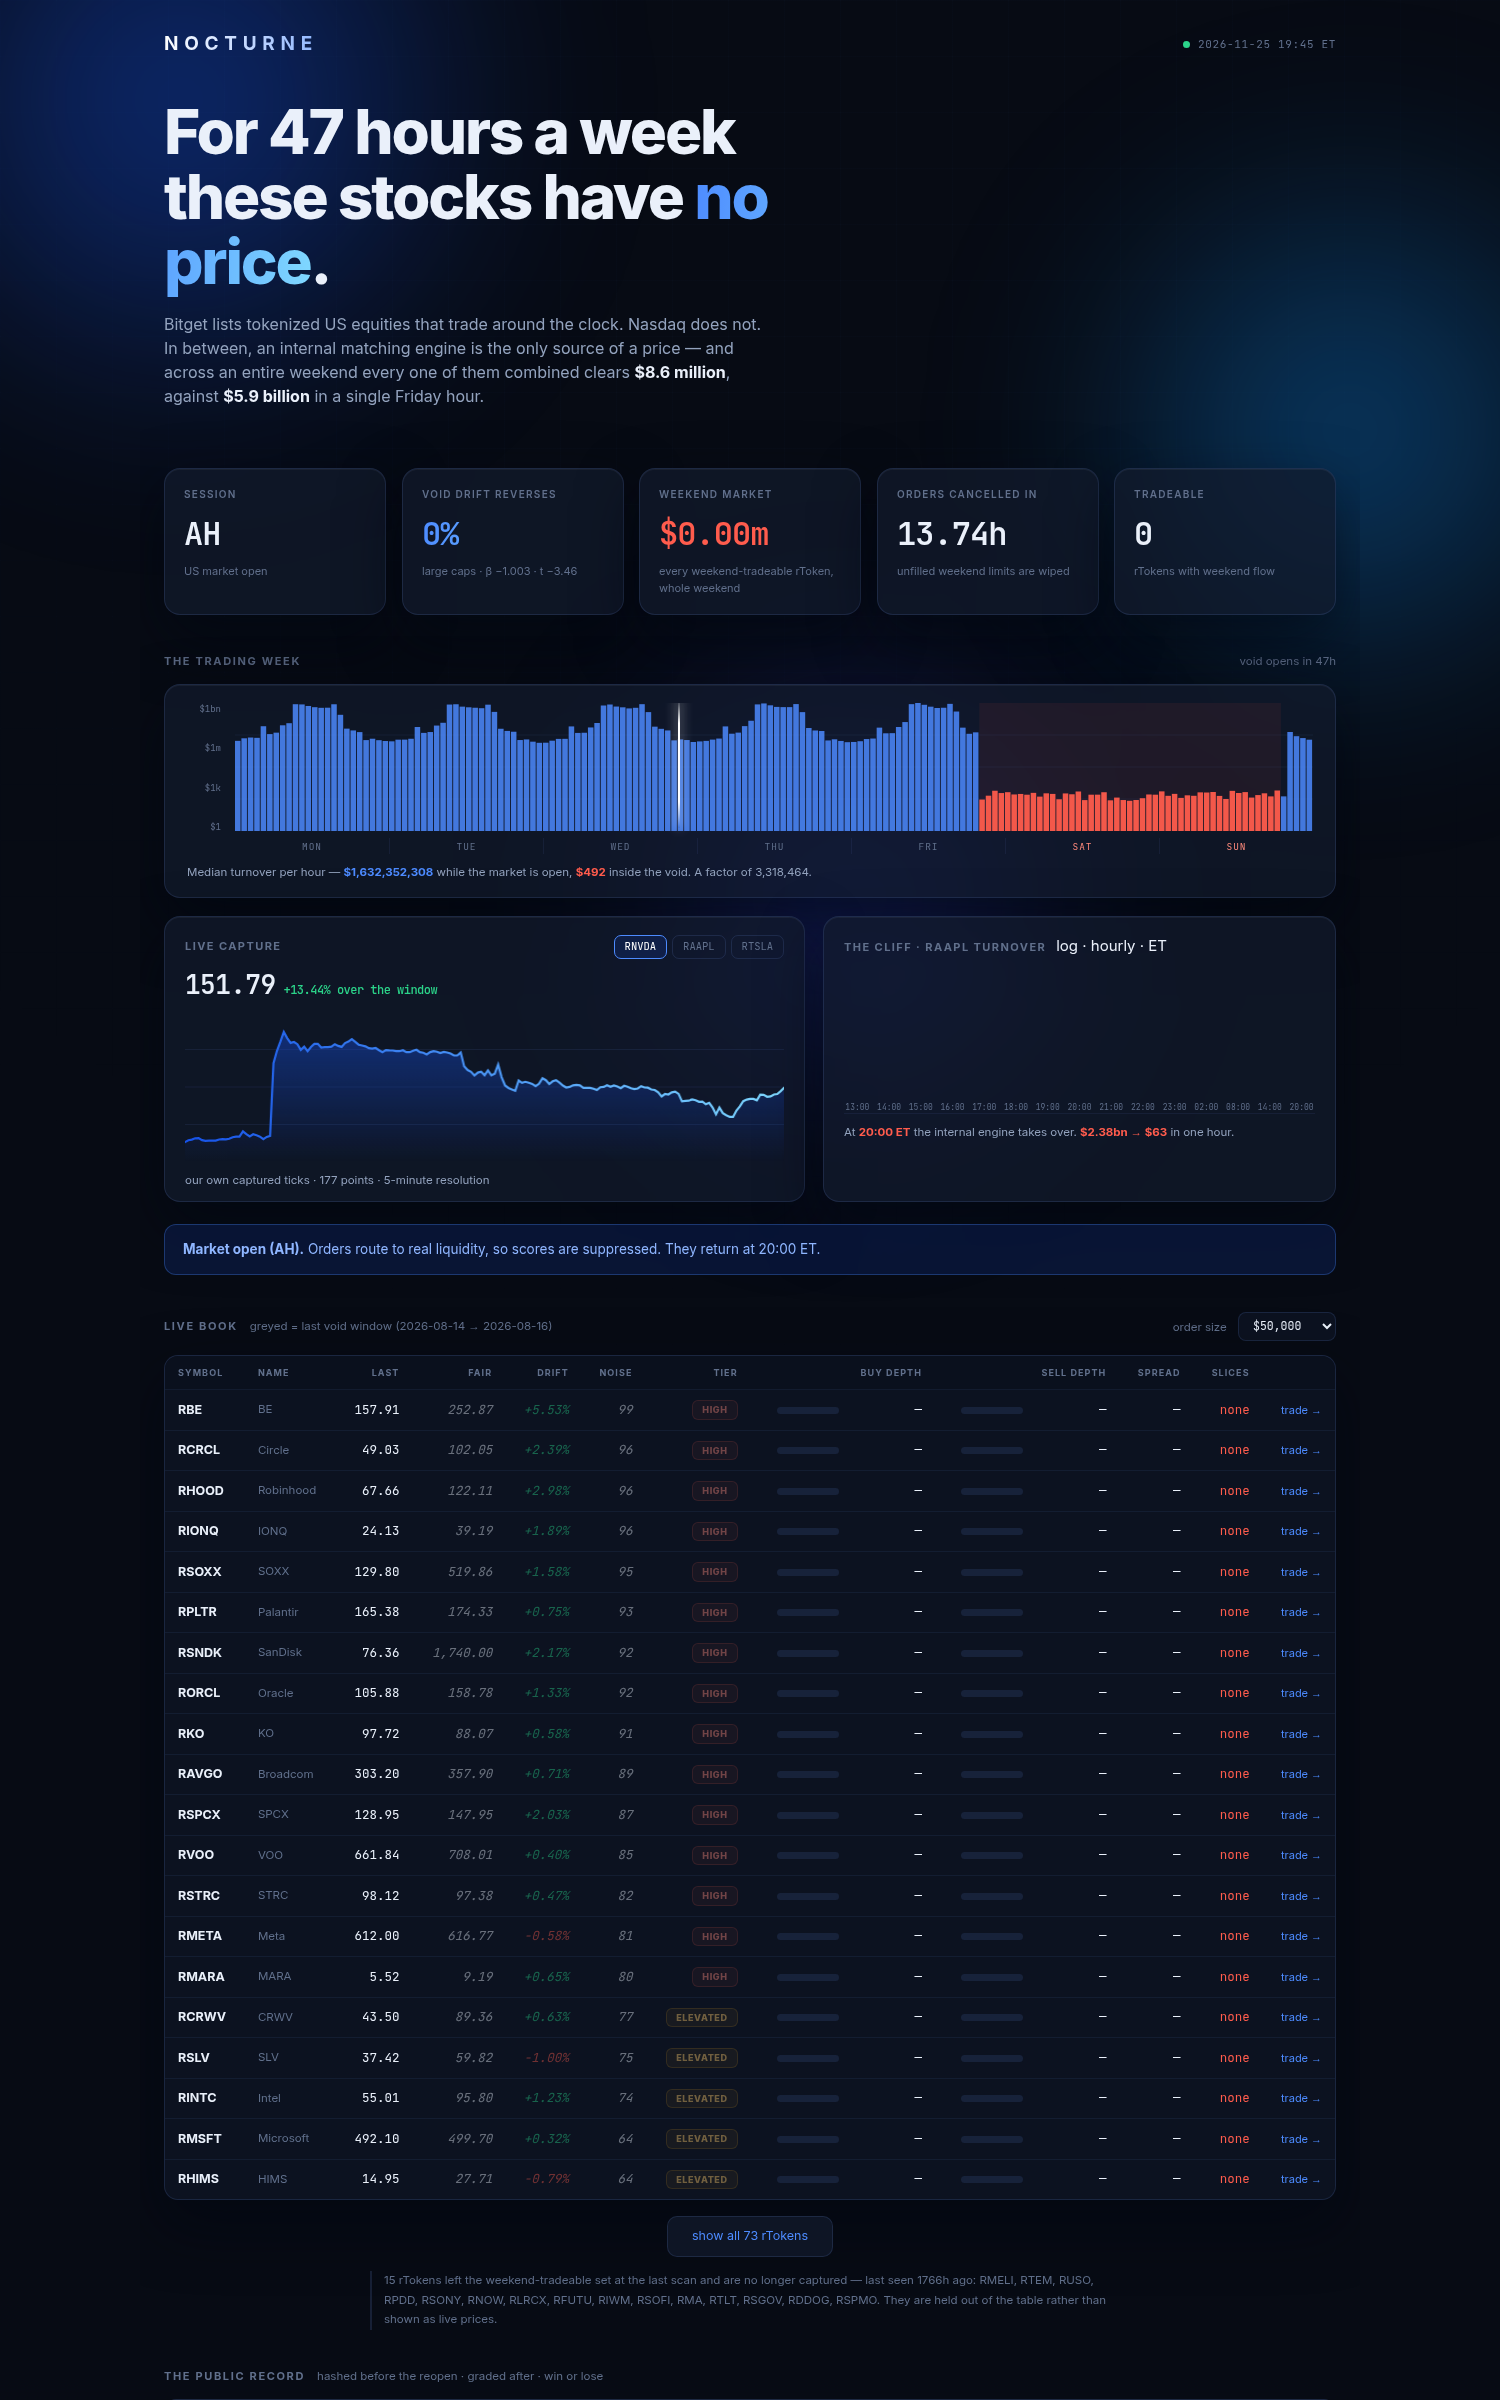 NOCTURNE
2026-11-25 19:45 ET
For 47 hours a week
these stocks have no
price.
Bitget lists tokenized US equities that trade around the clock. Nasdaq does not.
In between, an internal matching engine is the only source of a price — and
across an entire weekend every one of them combined clears $8.6 million,
against $5.9 billion in a single Friday hour.
SESSION
AH
US market open
VOID DRIFT REVERSES
0%
large caps · β −1.003 · t −3.46
WEEKEND MARKET
$0.00m
every weekend-tradeable rToken,
whole weekend
ORDERS CANCELLED IN
13.74h
unfilled weekend limits are wiped
TRADEABLE
0
rTokens with weekend flow
THE TRADING WEEK
void opens in 47h
$1bn
$1m
$1k
$1
MON TUE WED THU FRI SAT SUN
Median turnover per hour — $1,632,352,308 while the market is open, $492 inside the void. A factor of 3,318,464.
LIVE CAPTURE
RNVDA RAAPL RTSLA
151.79 +13.44% over the window
our own captured ticks · 177 points · 5-minute resolution
THE CLIFF · RAAPL TURNOVER log · hourly · ET
13:00 14:00 15:00 16:00 17:00 18:00 19:00 20:00 21:00 22:00 23:00 02:00 08:00 14:00 20:00
At 20:00 ET the internal engine takes over. $2.38bn → $63 in one hour.
Market open (AH). Orders route to real liquidity, so scores are suppressed. They return at 20:00 ET.
LIVE BOOK greyed = last void window (2026-08-14 → 2026-08-16)
order size $50,000
SYMBOL NAME LAST FAIR DRIFT NOISE TIER BUY DEPTH SELL DEPTH SPREAD SLICES
RBE BE 157.91 252.87 +5.53% 99 HIGH — — — none trade →
RCRCL Circle 49.03 102.05 +2.39% 96 HIGH — — — none trade →
RHOOD Robinhood 67.66 122.11 +2.98% 96 HIGH — — — none trade →
RIONQ IONQ 24.13 39.19 +1.89% 96 HIGH — — — none trade →
RSOXX SOXX 129.80 519.86 +1.58% 95 HIGH — — — none trade →
RPLTR Palantir 165.38 174.33 +0.75% 93 HIGH — — — none trade →
RSNDK SanDisk 76.36 1,740.00 +2.17% 92 HIGH — — — none trade →
RORCL Oracle 105.88 158.78 +1.33% 92 HIGH — — — none trade →
RKO KO 97.72 88.07 +0.58% 91 HIGH — — — none trade →
RAVGO Broadcom 303.20 357.90 +0.71% 89 HIGH — — — none trade →
RSPCX SPCX 128.95 147.95 +2.03% 87 HIGH — — — none trade →
RVOO VOO 661.84 708.01 +0.40% 85 HIGH — — — none trade →
RSTRC STRC 98.12 97.38 +0.47% 82 HIGH — — — none trade →
RMETA Meta 612.00 616.77 -0.58% 81 HIGH — — — none trade →
RMARA MARA 5.52 9.19 +0.65% 80 HIGH — — — none trade →
RCRWV CRWV 43.50 89.36 +0.63% 77 ELEVATED — — — none trade →
RSLV SLV 37.42 59.82 -1.00% 75 ELEVATED — — — none trade →
RINTC Intel 55.01 95.80 +1.23% 74 ELEVATED — — — none trade →
RMSFT Microsoft 492.10 499.70 +0.32% 64 ELEVATED — — — none trade →
RHIMS HIMS 14.95 27.71 -0.79% 64 ELEVATED — — — none trade →
show all 73 rTokens
15 rTokens left the weekend-tradeable set at the last scan and are no longer captured — last seen 1766h ago: RMELI, RTEM, RUSO,
RPDD, RSONY, RNOW, RLRCX, RFUTU, RIWM, RSOFI, RMA, RTLT, RSGOV, RDDOG, RSPMO. They are held out of the table rather than
shown as live prices.
THE PUBLIC RECORD hashed before the reopen · graded after · win or lose